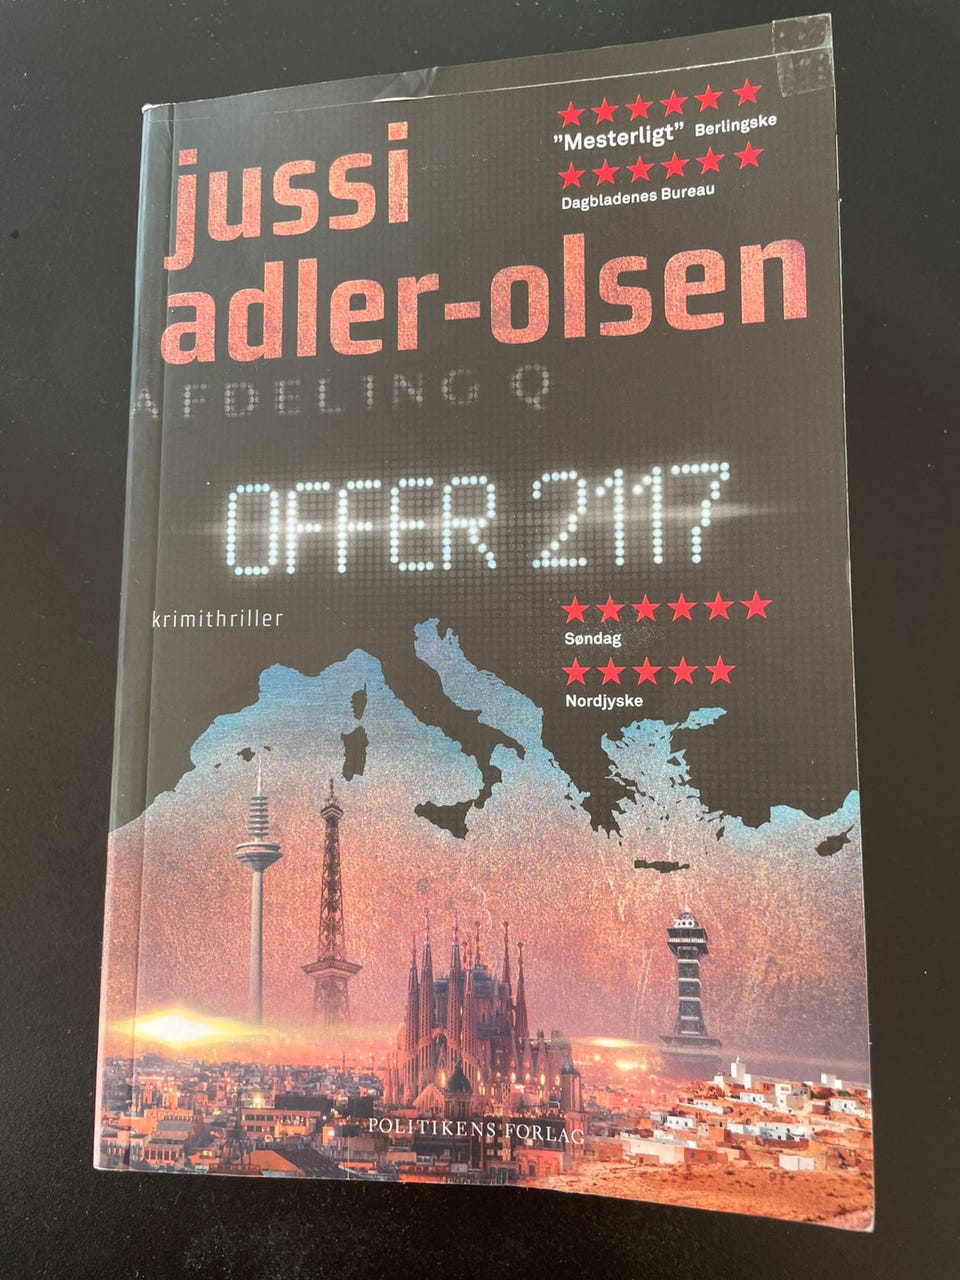 jussi
adler-olsen
AFDELING Q
"Mesterligt" Berlingske
Dagbladenes Bureau
OFFER 2117
krimithriller
Søndag
Nordjyske
ZOO
POLITIKENS FORLAG